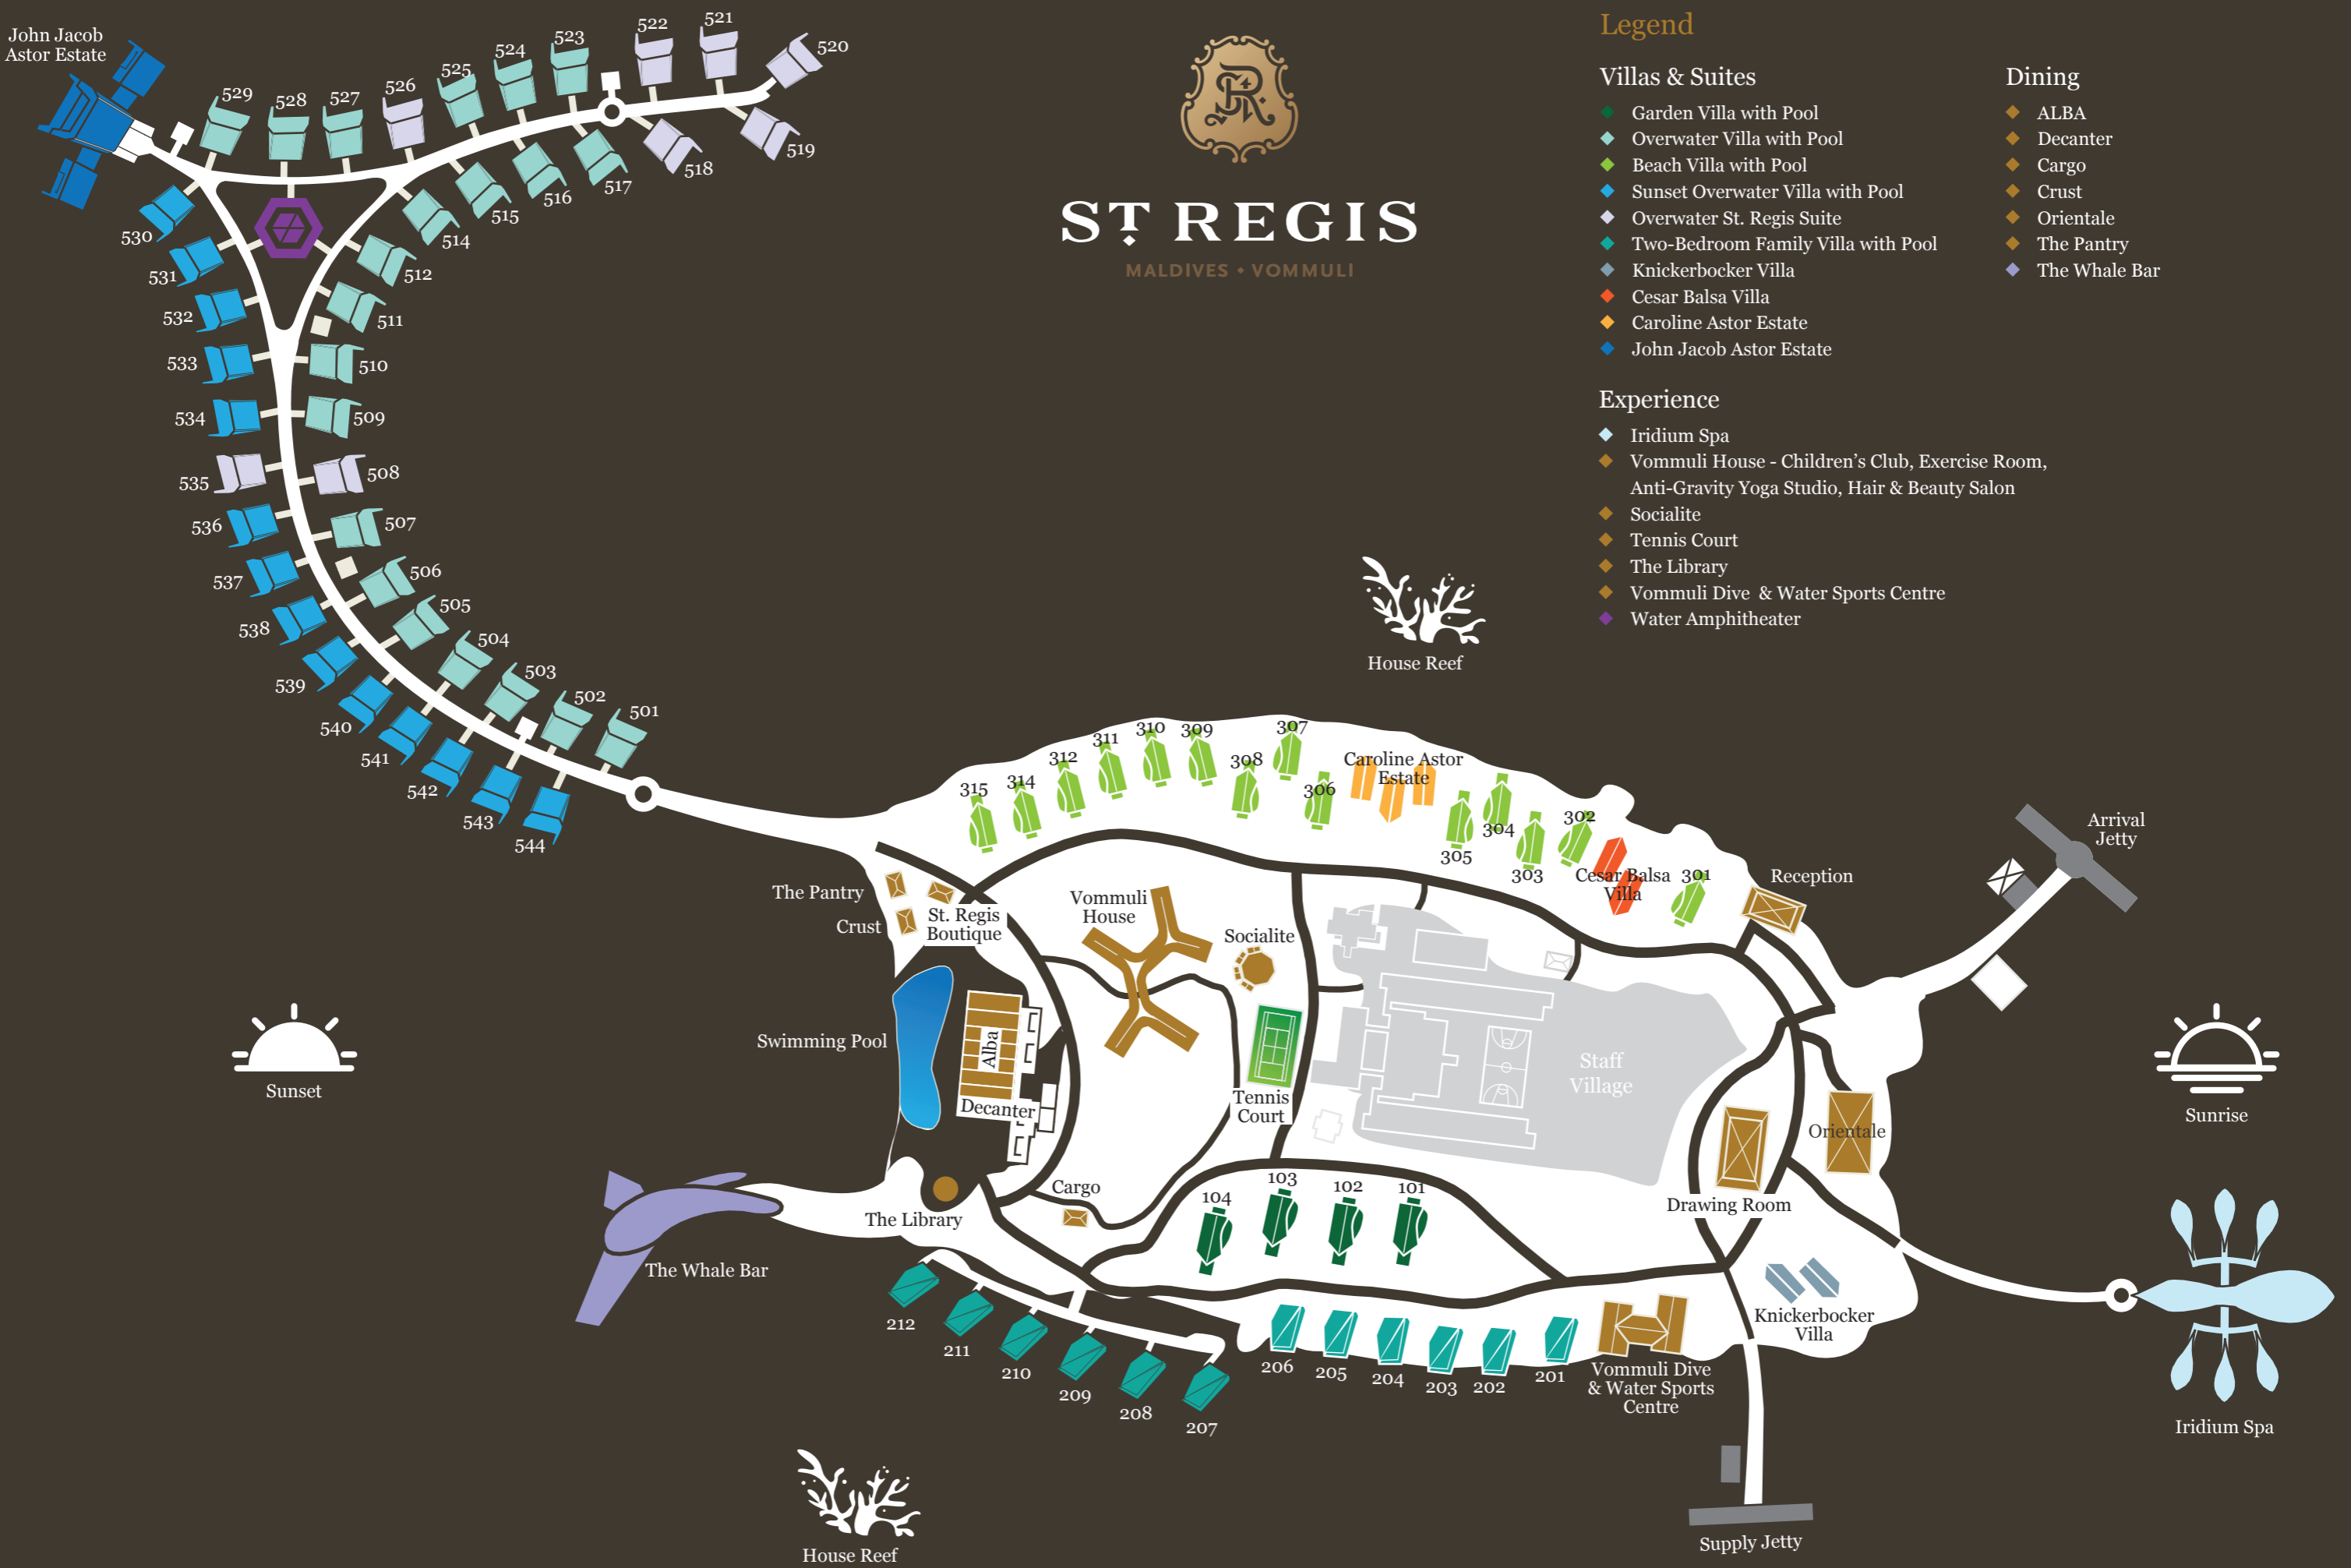 John Jacob
Astor Estate
529
528
527
526
525
524
523
522
521
520
519
518
517
516
515
514
512
511
510
509
508
507
506
505
504
503
502
501
530
531
532
533
534
535
536
537
538
539
540
541
542
543
544
R
ST REGIS
MALDIVES • VOMMULI
Legend
Villas & Suites
Garden Villa with Pool
Overwater Villa with Pool
Beach Villa with Pool
Sunset Overwater Villa with Pool
Overwater St. Regis Suite
Two-Bedroom Family Villa with Pool
Knickerbocker Villa
Cesar Balsa Villa
Caroline Astor Estate
John Jacob Astor Estate
Dining
ALBA
Decanter
Cargo
Crust
Orientale
The Pantry
The Whale Bar
Experience
Iridium Spa
Vommuli House - Children’s Club, Exercise Room,
Anti-Gravity Yoga Studio, Hair & Beauty Salon
Socialite
Tennis Court
The Library
Vommuli Dive & Water Sports Centre
Water Amphitheater
House Reef
315
314
312
311
310
309
308
307
306
Caroline Astor
Estate
305
304
303
302
Cesar Balsa
Villa
301
Reception
Arrival
Jetty
The Pantry
Crust
St. Regis
Boutique
Vommuli
House
Socialite
Swimming Pool
Alba
Decanter
Tennis
Court
Staff
Village
Sunset
Sunrise
Orientale
Drawing Room
The Library
Cargo
104
103
102
101
The Whale Bar
212
211
210
209
208
207
206
205
204
203
202
201
Vommuli Dive
& Water Sports
Centre
Knickerbocker
Villa
Iridium Spa
Supply Jetty
House Reef